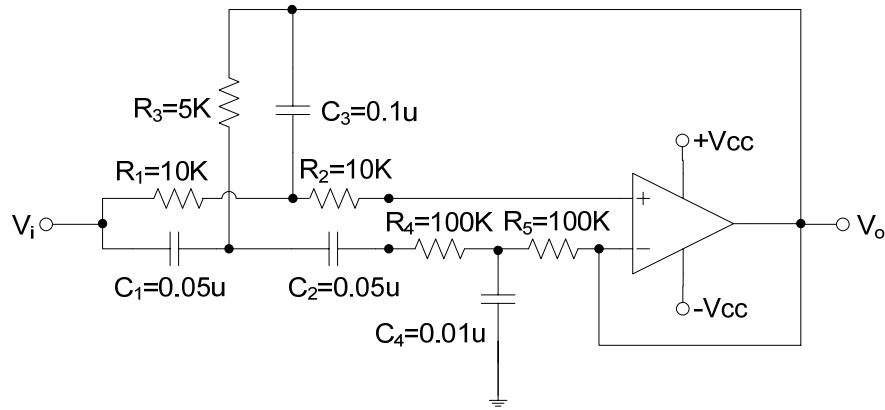 R₃=5K
C₃=0.1u
+Vcc
R₁=10K
R₂=10K
R₄=100K
R₅=100K
+
−
Vᵢ
Vₒ
C₁=0.05u
C₂=0.05u
C₄=0.01u
-Vcc